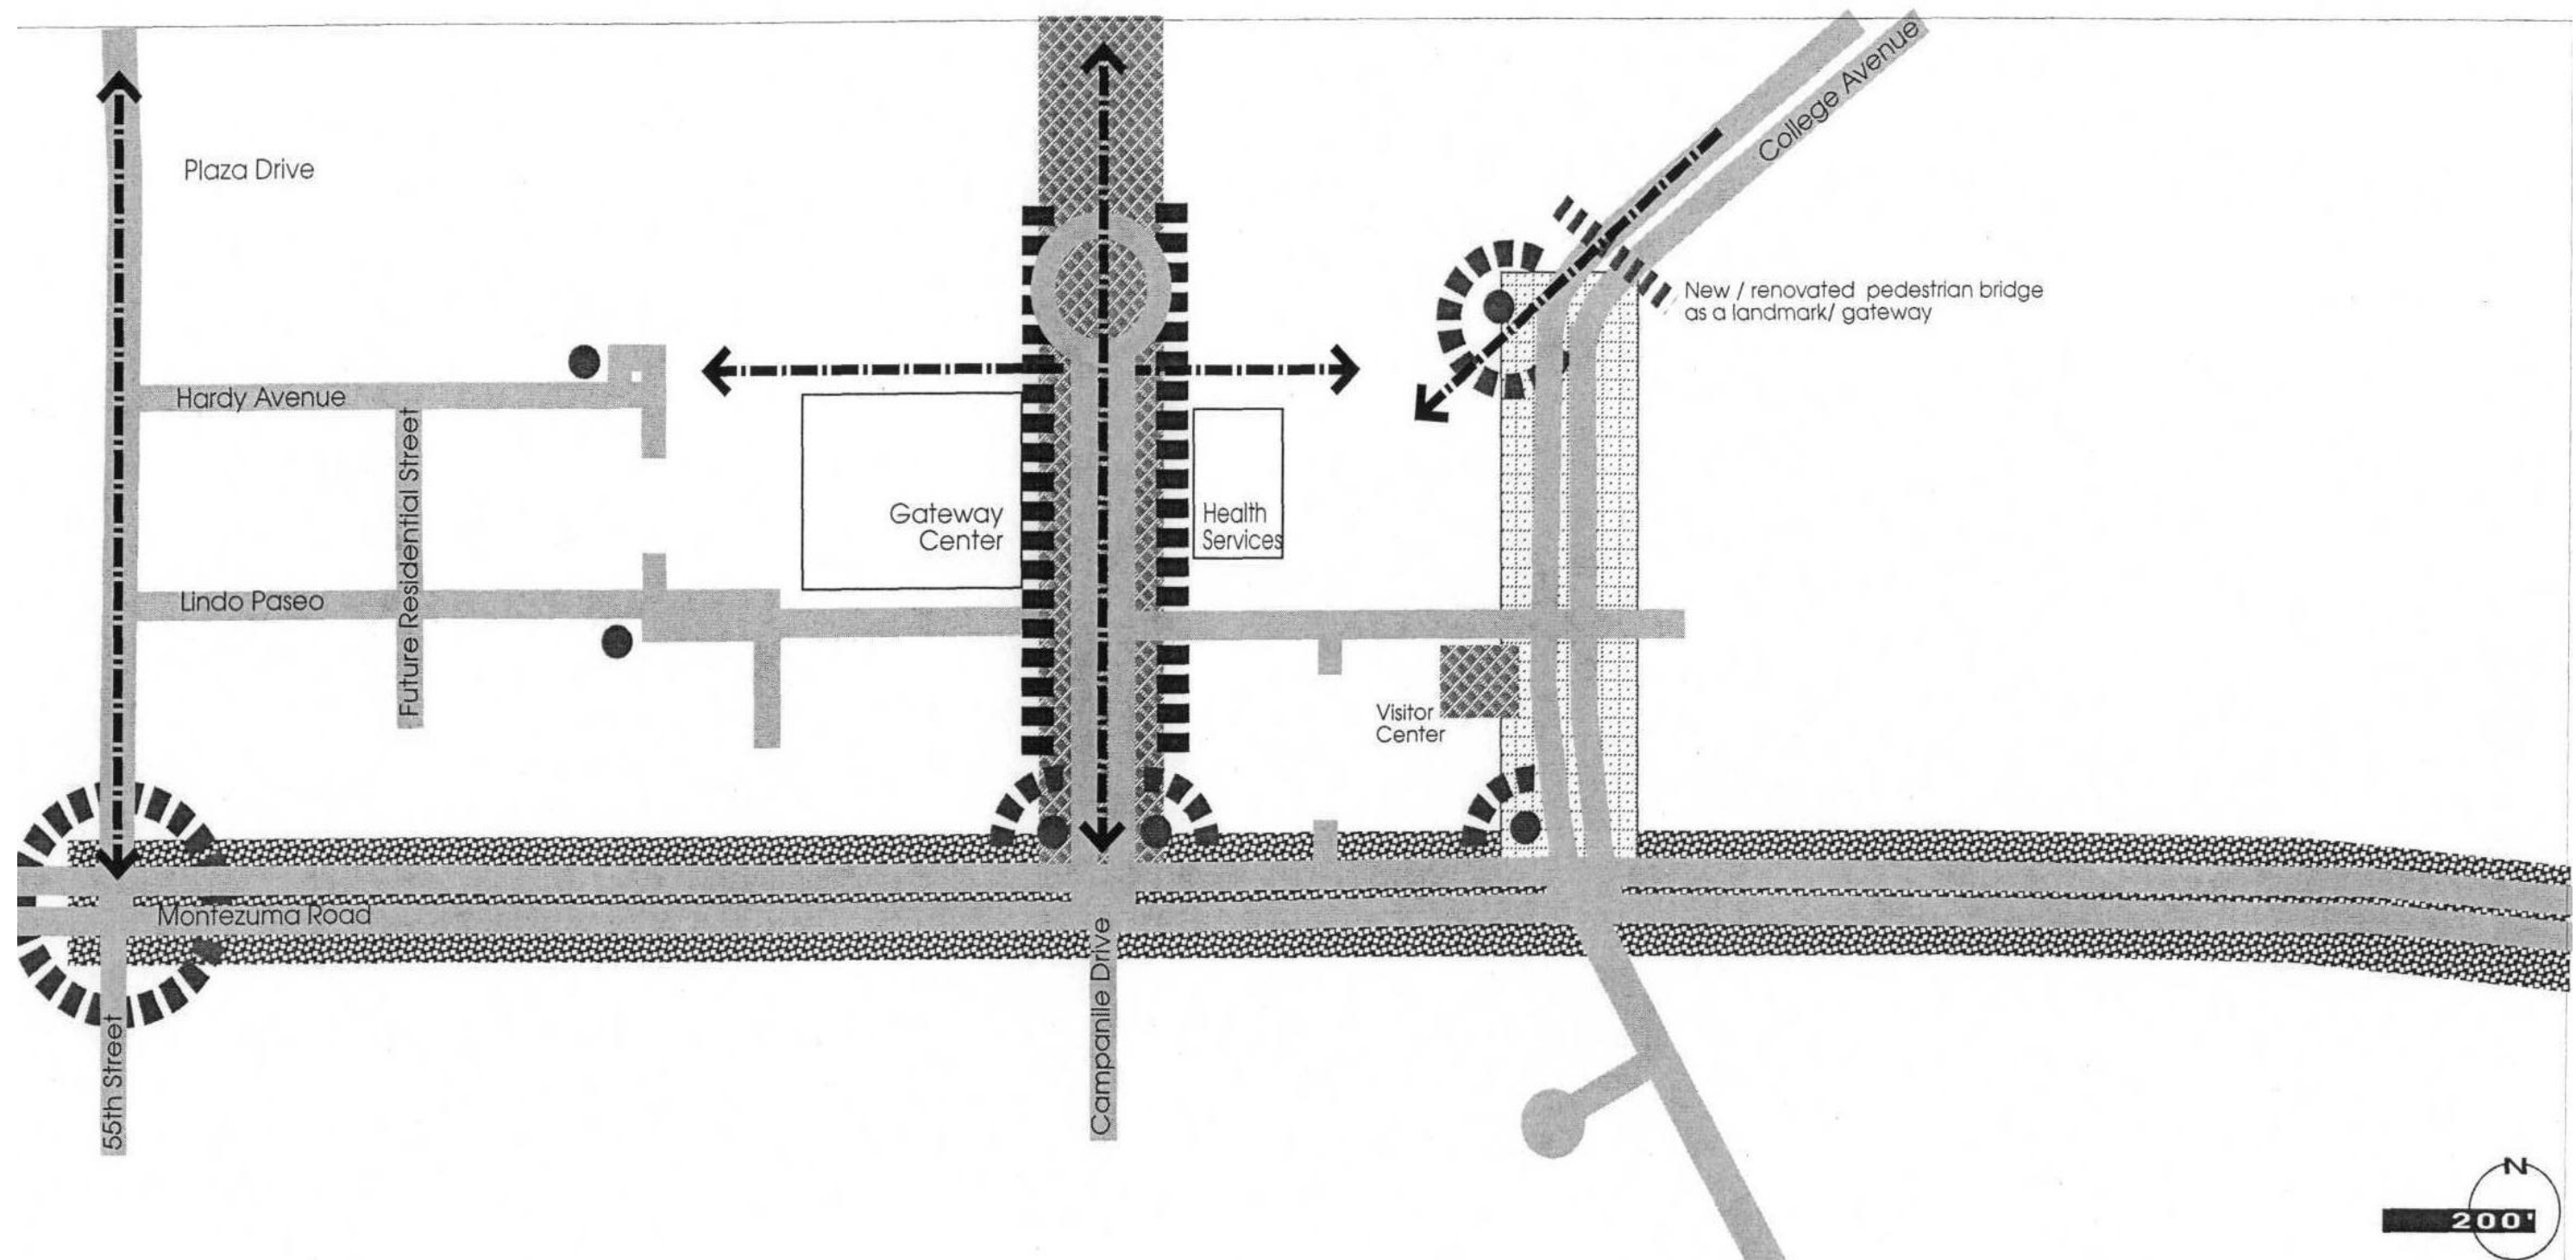 College Avenue
Plaza Drive
New / renovated pedestrian bridge
as a landmark/ gateway
Hardy Avenue
Future Residential Street
Gateway
Center
Health
Services
Lindo Paseo
Visitor
Center
Montezuma Road
55th Street
Campanile Drive
N
200'